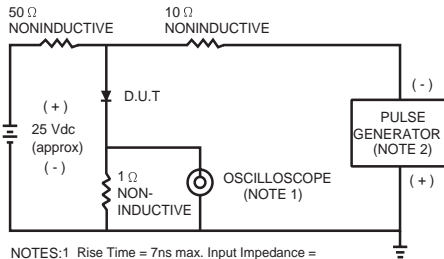 50 Ω
NONINDUCTIVE
10 Ω
NONINDUCTIVE
( + )
25 Vdc
(approx)
( - )
D.U.T
1 Ω
NON-
INDUCTIVE
OSCILLOSCOPE
(NOTE 1)
( - )
PULSE
GENERATOR
(NOTE 2)
( + )
NOTES:1 Rise Time = 7ns max. Input Impedance =